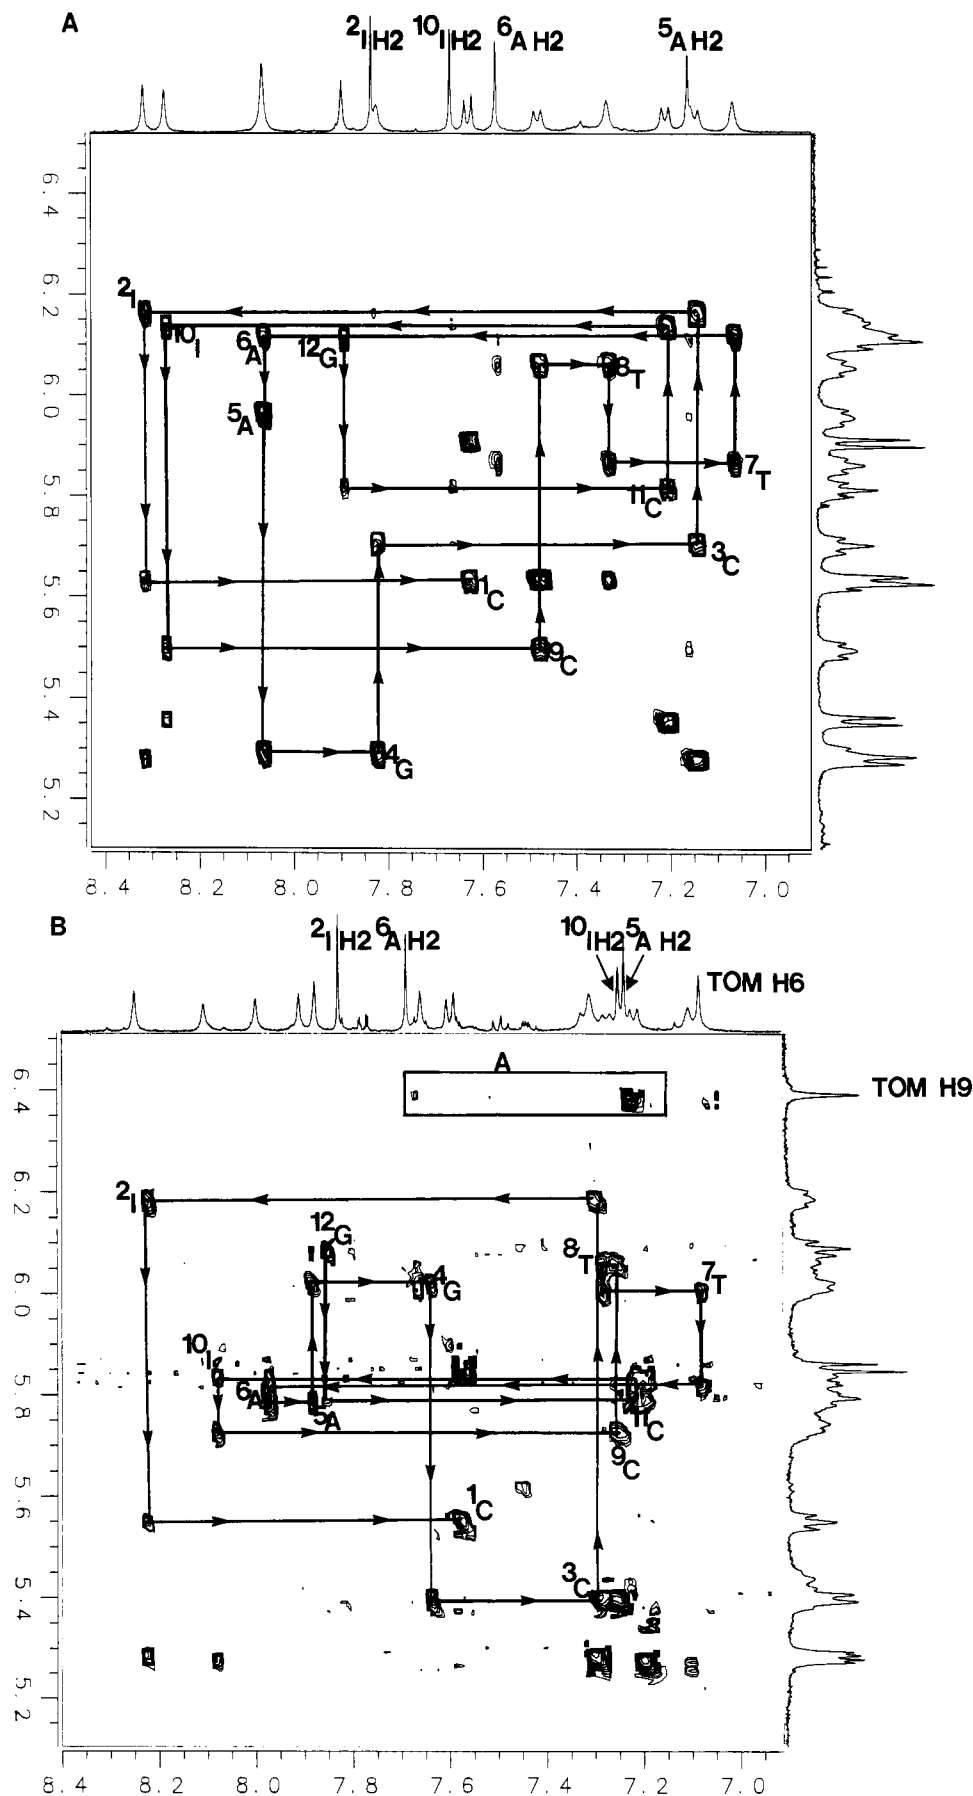 A
2I H2 10I H2 6A H2 5A H2
6.4
6.2
6.0
5.8
5.6
5.4
5.2
2I
10I
6A
12G
5A
8T
7T
11C
3C
1C
9C
4G
8.4 8.2 8.0 7.8 7.6 7.4 7.2 7.0
B
2I H2 6A H2 10I H2 5A H2
TOM H6
TOM H9
A
6.4
6.2
6.0
5.8
5.6
5.4
5.2
2I
12G
4G
8T
7T
10I
6A
5A
11C
9C
1C
3C
8.4 8.2 8.0 7.8 7.6 7.4 7.2 7.0